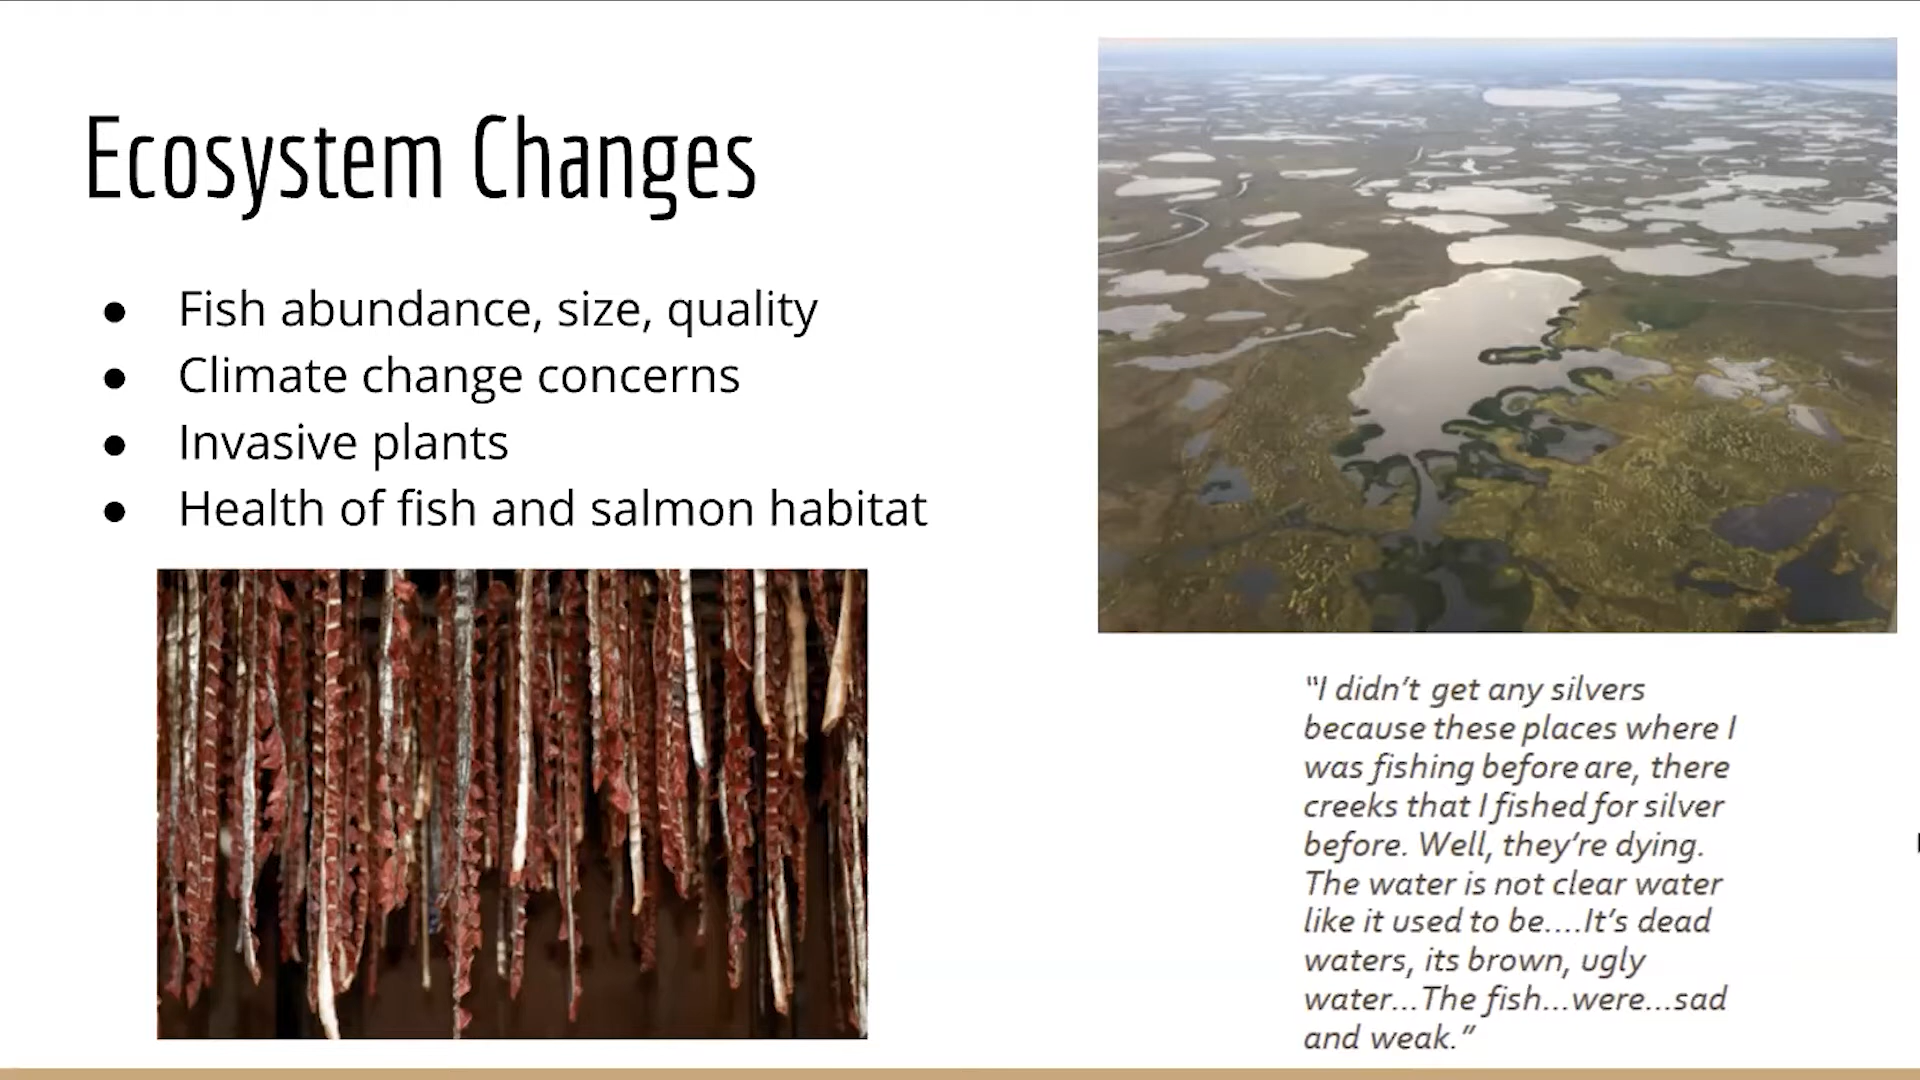 Ecosystem Changes
● Fish abundance, size, quality
● Climate change concerns
● Invasive plants
● Health of fish and salmon habitat
“I didn’t get any silvers
because these places where I
was fishing before are, there
creeks that I fished for silver
before. Well, they’re dying.
The water is not clear water
like it used to be....It’s dead
waters, its brown, ugly
water...The fish...were...sad
and weak.”